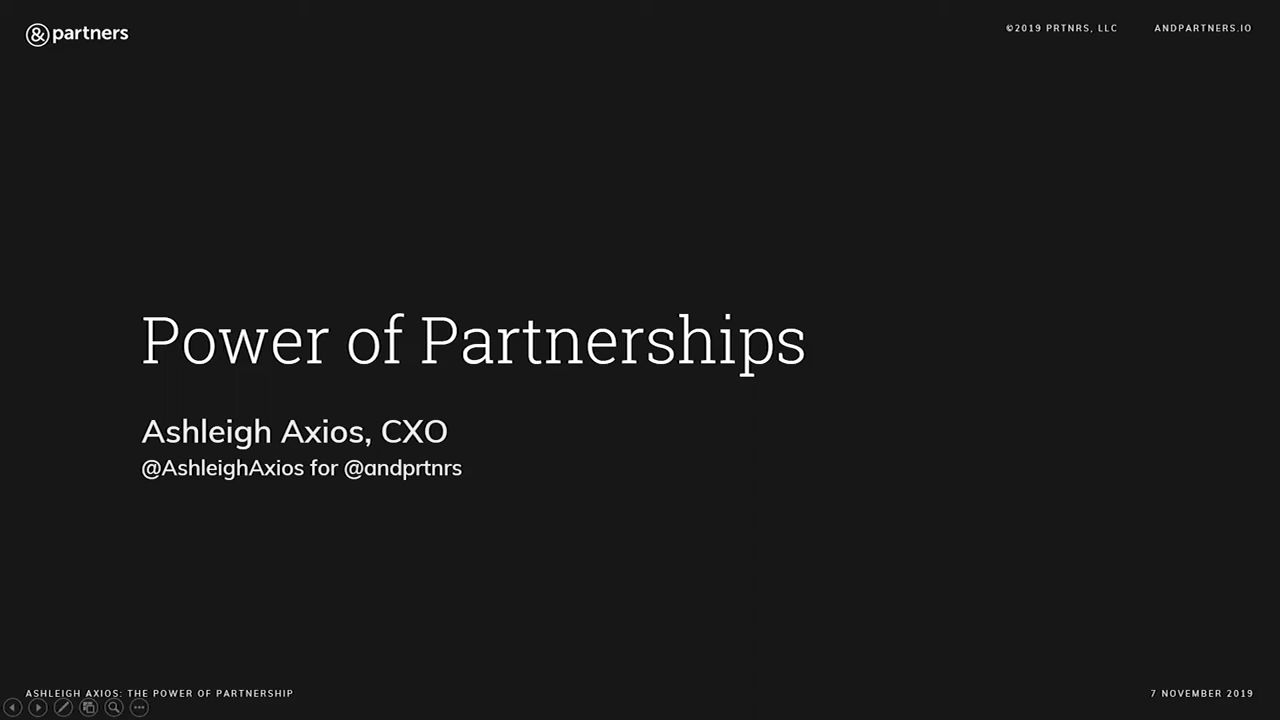 &partners
©2019 PRTNRS, LLC
ANDPARTNERS.IO
Power of Partnerships
Ashleigh Axios, CXO
@AshleighAxios for @andprtnrs
ASHLEIGH AXIOS: THE POWER OF PARTNERSHIP
7 NOVEMBER 2019